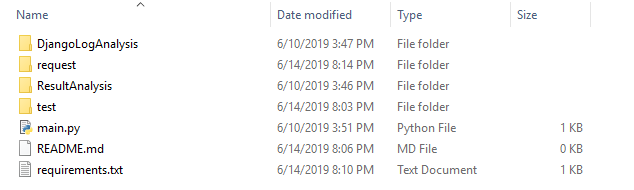 Name Date modified Type Size
DjangoLogAnalysis 6/10/2019 3:47 PM File folder
request 6/14/2019 8:14 PM File folder
ResultAnalysis 6/10/2019 3:46 PM File folder
test 6/14/2019 8:03 PM File folder
main.py 6/10/2019 3:51 PM Python File 1 KB
README.md 6/14/2019 8:06 PM MD File 0 KB
requirements.txt 6/14/2019 8:10 PM Text Document 1 KB